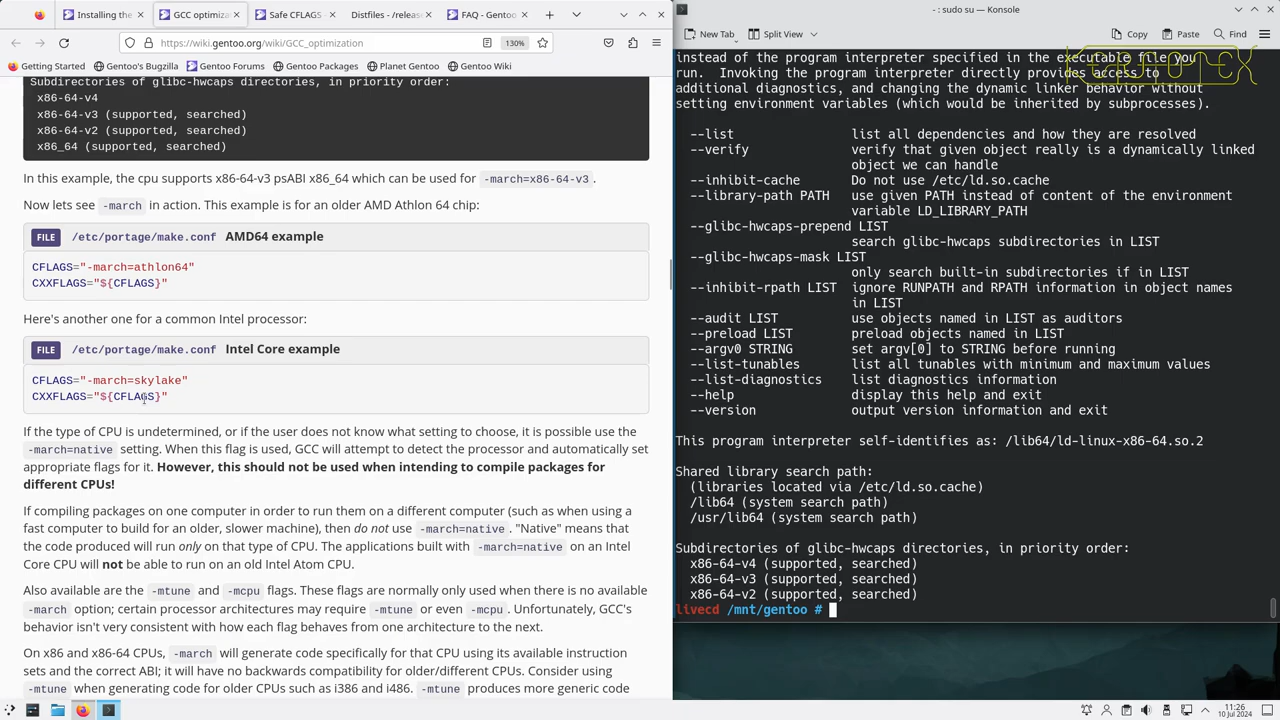 Installing the
GCC optimiza
Safe CFLAGS -
Distfiles - /releas
FAQ - Gentoo
https://wiki.gentoo.org/wiki/GCC_optimization
130%
Getting Started
Gentoo's Bugzilla
Gentoo Forums
Gentoo Packages
Planet Gentoo
Gentoo Wiki
Subdirectories of glibc-hwcaps directories, in priority order:
x86-64-v4
x86-64-v3 (supported, searched)
x86-64-v2 (supported, searched)
x86_64 (supported, searched)
In this example, the cpu supports x86-64-v3 psABI x86_64 which can be used for -march=x86-64-v3.
Now lets see -march in action. This example is for an older AMD Athlon 64 chip:
FILE /etc/portage/make.conf AMD64 example
CFLAGS="-march=athlon64"
CXXFLAGS="${CFLAGS}"
Here's another one for a common Intel processor:
FILE /etc/portage/make.conf Intel Core example
CFLAGS="-march=skylake"
CXXFLAGS="${CFLAGS}"
If the type of CPU is undetermined, or if the user does not know what setting to choose, it is possible use the
-march=native setting. When this flag is used, GCC will attempt to detect the processor and automatically set
appropriate flags for it. However, this should not be used when intending to compile packages for
different CPUs!
If compiling packages on one computer in order to run them on a different computer (such as when using a
fast computer to build for an older, slower machine), then do not use -march=native. "Native" means that
the code produced will run only on that type of CPU. The applications built with -march=native on an Intel
Core CPU will not be able to run on an old Intel Atom CPU.
Also available are the -mtune and -mcpu flags. These flags are normally only used when there is no available
-march option; certain processor architectures may require -mtune or even -mcpu. Unfortunately, GCC's
behavior isn't very consistent with how each flag behaves from one architecture to the next.
On x86 and x86-64 CPUs, -march will generate code specifically for that CPU using its available instruction
sets and the correct ABI; it will have no backwards compatibility for older/different CPUs. Consider using
-mtune when generating code for older CPUs such as i386 and i486. -mtune produces more generic code
- : sudo su — Konsole
New Tab
Split View
Copy
Paste
Find
instead of the program interpreter specified in the executable file you
run.  Invoking the program interpreter directly provides access to
additional diagnostics, and changing the dynamic linker behavior without
setting environment variables (which would be inherited by subprocesses).
--list list all dependencies and how they are resolved
--verify verify that given object really is a dynamically linked
object we can handle
--inhibit-cache Do not use /etc/ld.so.cache
--library-path PATH use given PATH instead of content of the environment
variable LD_LIBRARY_PATH
--glibc-hwcaps-prepend LIST
search glibc-hwcaps subdirectories in LIST
--glibc-hwcaps-mask LIST
only search built-in subdirectories if in LIST
--inhibit-rpath LIST ignore RUNPATH and RPATH information in object names
in LIST
--audit LIST use objects named in LIST as auditors
--preload LIST preload objects named in LIST
--argv0 STRING set argv[0] to STRING before running
--list-tunables list all tunables with minimum and maximum values
--list-diagnostics list diagnostics information
--help display this help and exit
--version output version information and exit
This program interpreter self-identifies as: /lib64/ld-linux-x86-64.so.2
Shared library search path:
(libraries located via /etc/ld.so.cache)
/lib64 (system search path)
/usr/lib64 (system search path)
Subdirectories of glibc-hwcaps directories, in priority order:
x86-64-v4 (supported, searched)
x86-64-v3 (supported, searched)
x86-64-v2 (supported, searched)
livecd /mnt/gentoo #
11:26
10 Jul 2024